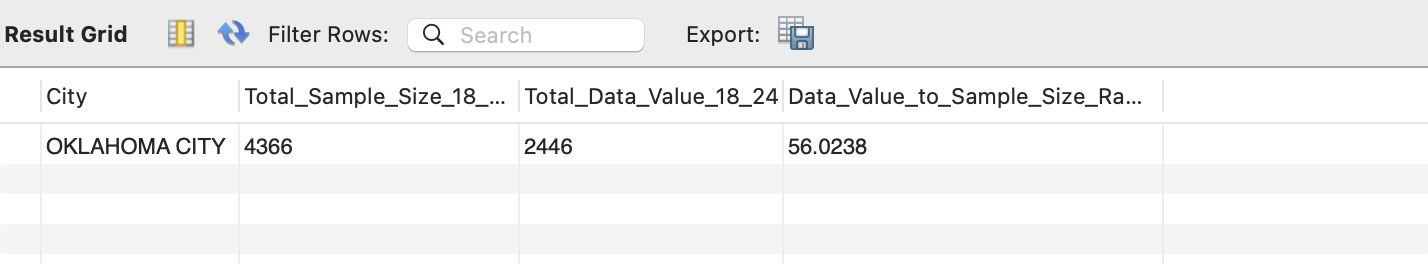 Result Grid Filter Rows: Search Export:
City Total_Sample_Size_18_... Total_Data_Value_18_24 Data_Value_to_Sample_Size_Ra...
OKLAHOMA CITY 4366 2446 56.0238